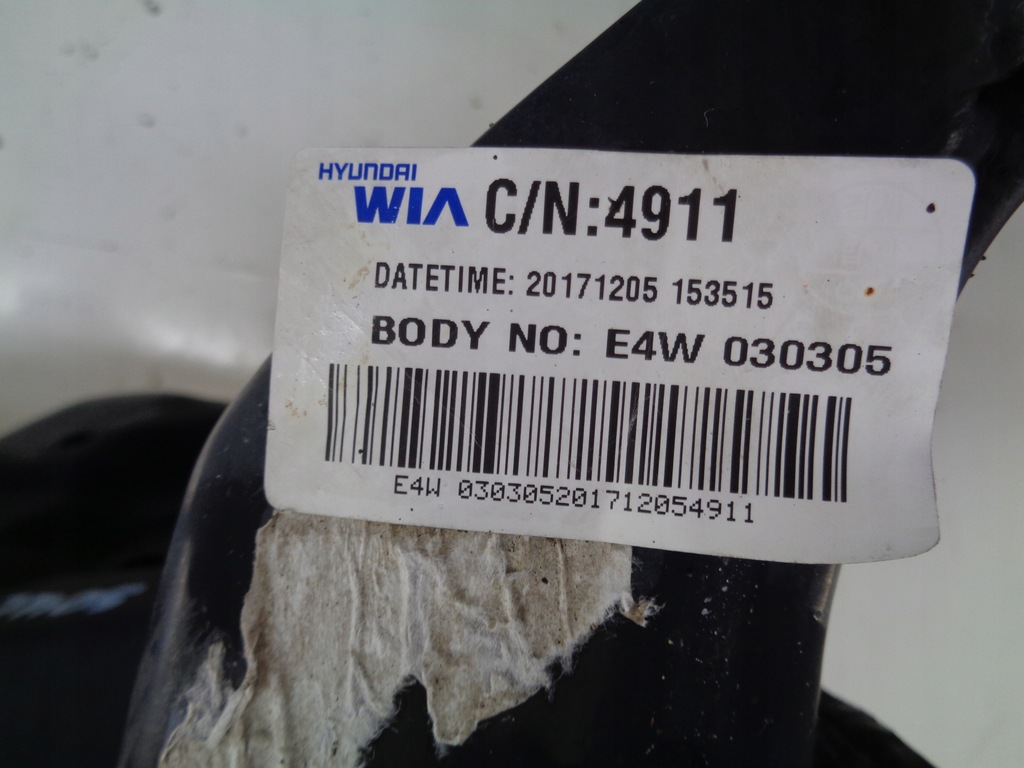 HYUNDAI
WIA C/N:4911
DATETIME: 20171205 153515
BODY NO: E4W 030305
E4W 030305201712054911